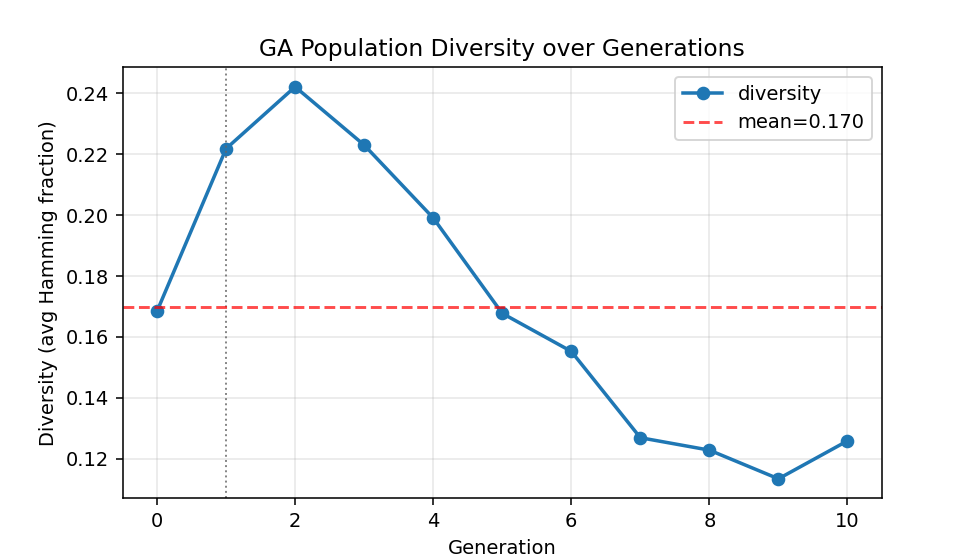 GA Population Diversity over Generations
diversity
mean=0.170
Diversity (avg Hamming fraction)
0.24
0.22
0.20
0.18
0.16
0.14
0.12
0 2 4 6 8 10
Generation